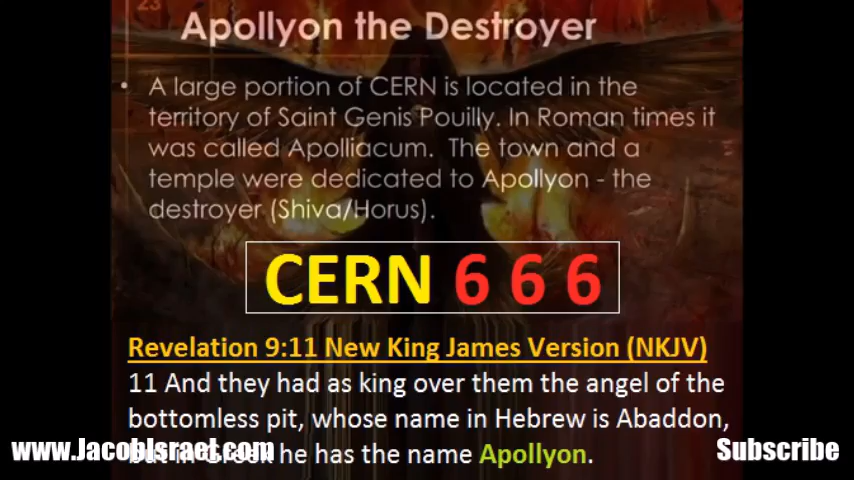 23
Apollyon the Destroyer
• A large portion of CERN is located in the
territory of Saint Genis Pouilly. In Roman times it
was called Apolliacum. The town and a
temple were dedicated to Apollyon - the
destroyer (Shiva/Horus).
CERN 6 6 6
Revelation 9:11 New King James Version (NKJV)
11 And they had as king over them the angel of the
bottomless pit, whose name in Hebrew is Abaddon,
but in Greek he has the name Apollyon.
www.JacobIsrael.com
Subscribe